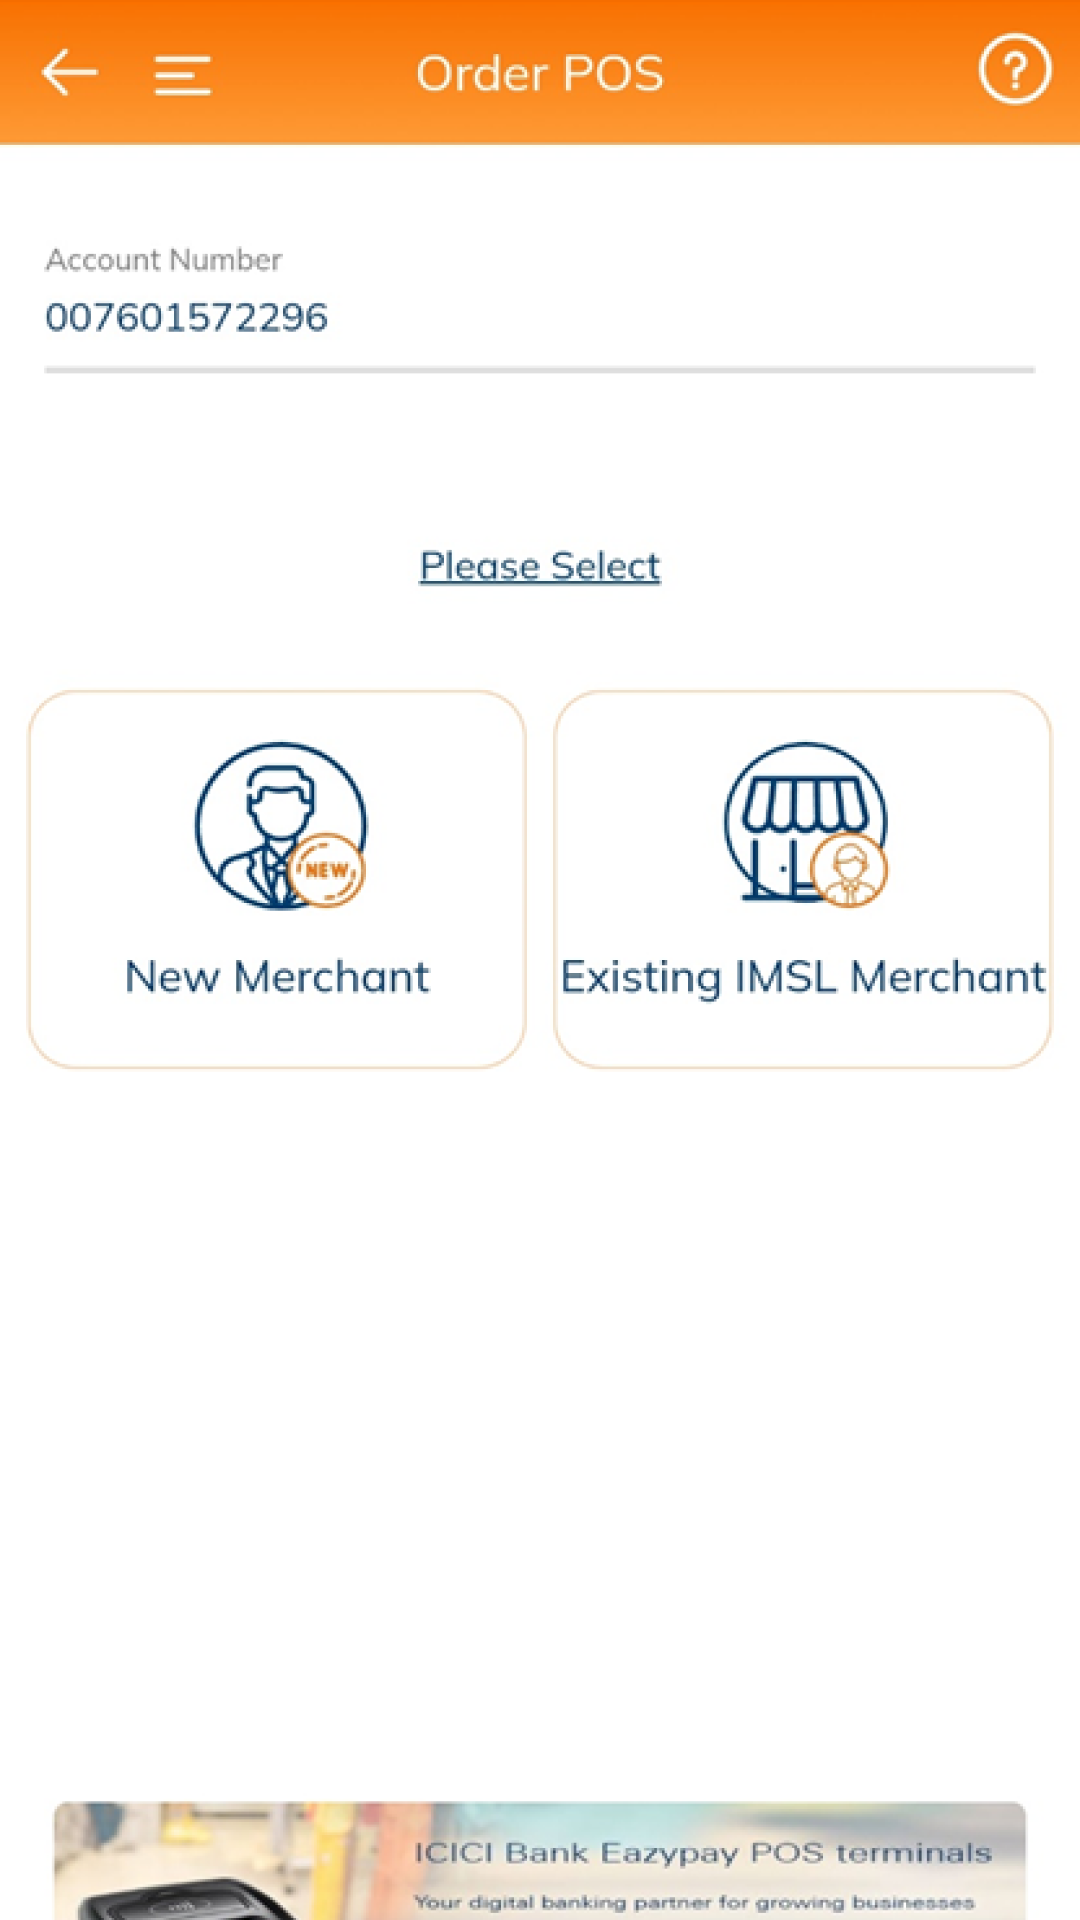 Order POS
?
Account Number
007601572296
Please Select
NEW
New Merchant
Existing IMSL Merchant
ICICI Bank Eazypay POS terminals
Your digital banking partner for growing businesses